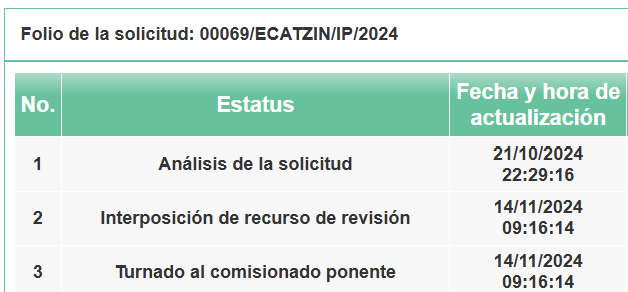 Folio de la solicitud: 00069/ECATZIN/IP/2024
No. Estatus Fecha y hora de
actualización
1 Análisis de la solicitud 21/10/2024
22:29:16
2 Interposición de recurso de revisión 14/11/2024
09:16:14
3 Turnado al comisionado ponente 14/11/2024
09:16:14